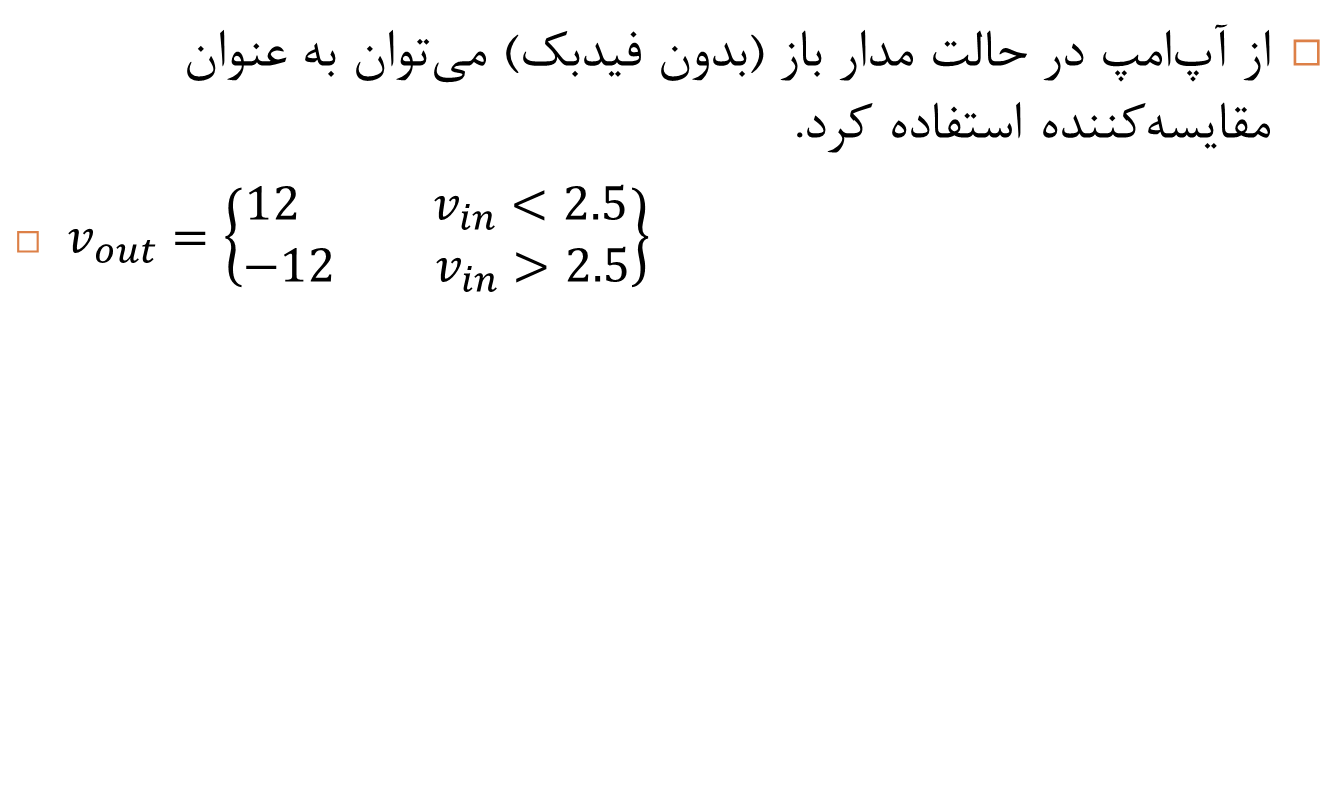 از آپ‌امپ در حالت مدار باز (بدون فیدبک) می‌توان به عنوان
مقایسه‌کننده استفاده کرد.
v_out = {12 v_in < 2.5
−12 v_in > 2.5}